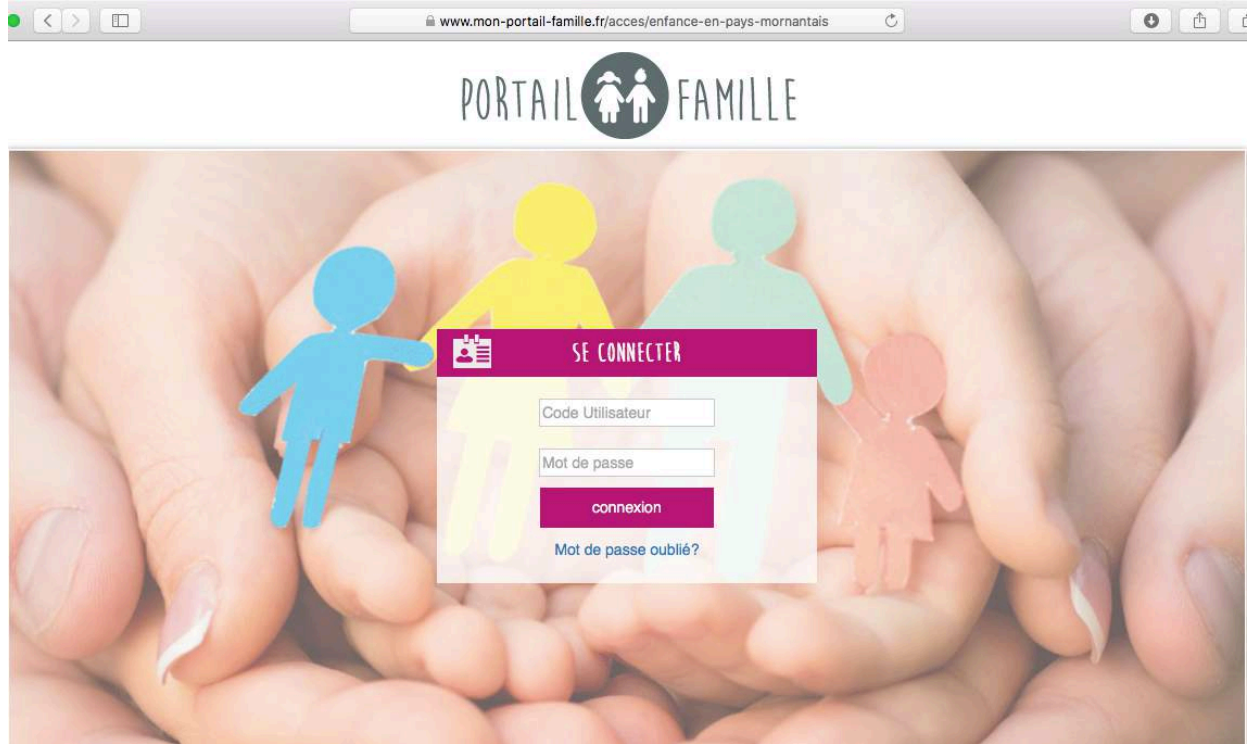 www.mon-portail-famille.fr/acces/enfance-en-pays-mornantais
PORTAIL FAMILLE
SE CONNECTER
Code Utilisateur
Mot de passe
connexion
Mot de passe oublié?